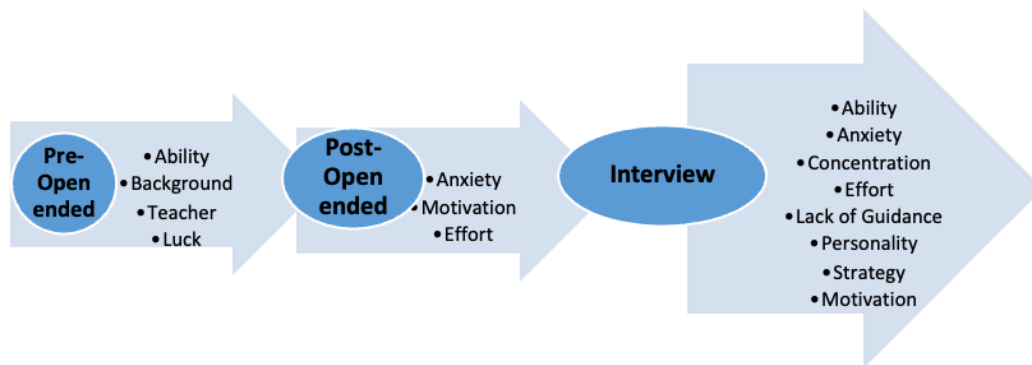 Pre-
Open
ended
•Ability
•Background
•Teacher
•Luck
Post-
Open
ended
•Anxiety
•Motivation
•Effort
Interview
•Ability
•Anxiety
•Concentration
•Effort
•Lack of Guidance
•Personality
•Strategy
•Motivation